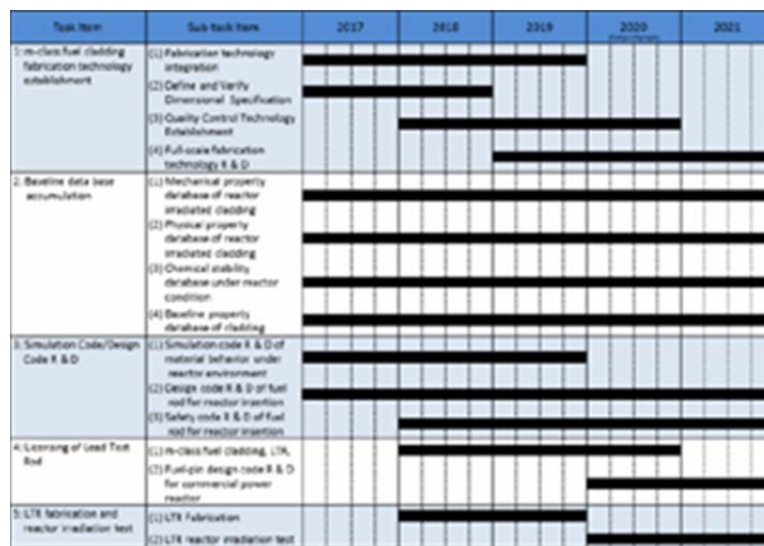 Task Item
Sub-task Item
2017
2018
2019
2020
2021
1: m-class fuel cladding
fabrication technology
establishment
(1) Fabrication technology
integration
(2) Define and Verify
Dimensional Specification
(3) Quality Control Technology
Establishment
(4) Full-scale fabrication
technology R & D
2. Baseline data base
accumulation
(1) Mechanical property
database of reactor
irradiated cladding
(2) Physical property
database of reactor
irradiated cladding
(3) Chemical stability
database under reactor
condition
(4) Baseline property
database of cladding
3: Simulation Code/Design
Code R & D
(1) Simulation code R & D of
material behavior under
reactor environment
(2) Design code R & D of fuel
rod for reactor insertion
(3) Safety code R & D of fuel
rod for reactor insertion
4: Licensing of Lead Test
Rod
(1) m-class fuel cladding, LTR,
(2) Fuel-pin design code R & D
for commercial power
reactor
5: LTR fabrication and
reactor irradiation test
(1) LTR Fabrication
(2) LTR reactor irradiation test